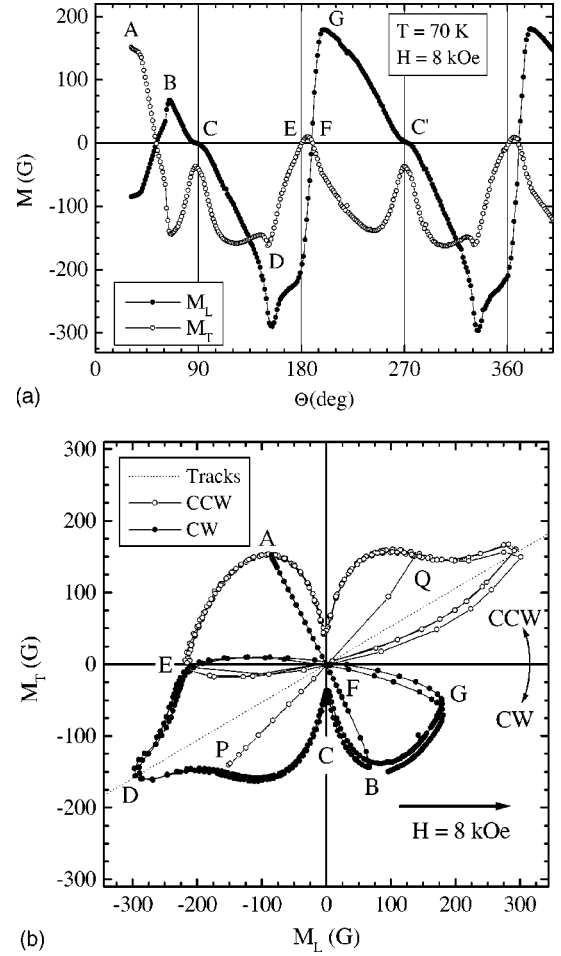 200
100
0
-100
-200
-300
M (G)
A
B
C
D
E
F
G
C'
T = 70 K
H = 8 kOe
M_L
M_T
0 90 180 270 360
Θ(deg)
(a)
300
200
100
0
-100
-200
-300
M_T (G)
Tracks
CCW
CW
A
Q
CCW
E
F
G
CW
P
C
B
D
H = 8 kOe
-300 -200 -100 0 100 200 300
M_L (G)
(b)